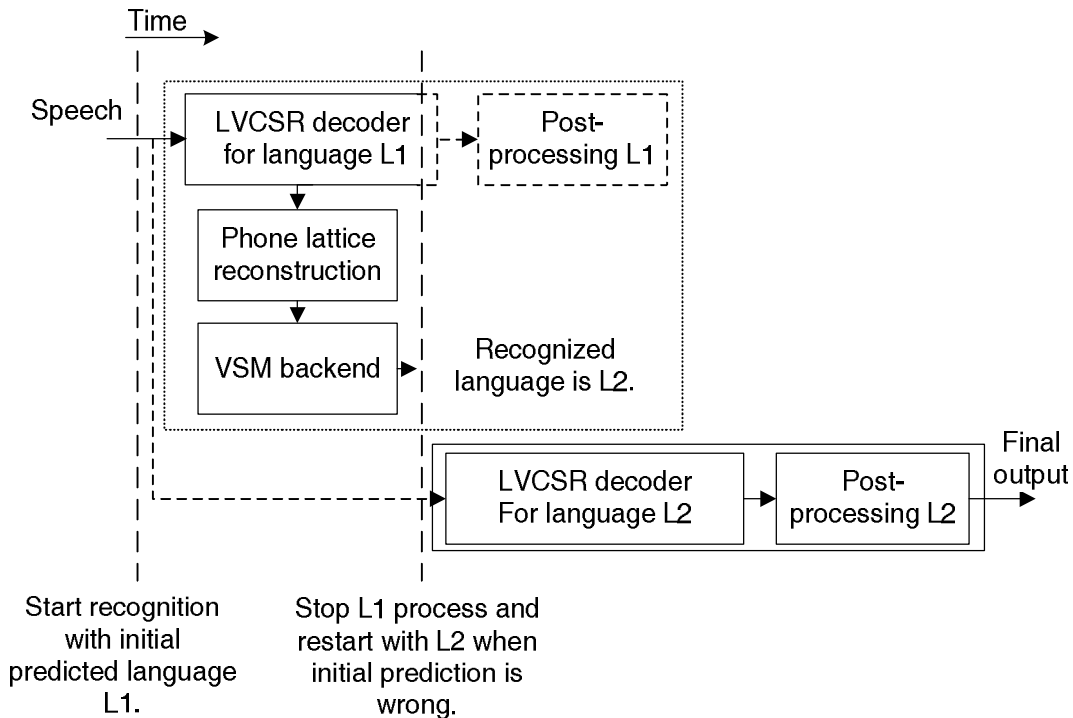 Time
Speech
LVCSR decoder
for language L1
Post-
processing L1
Phone lattice
reconstruction
VSM backend
Recognized
language is L2.
LVCSR decoder
For language L2
Post-
processing L2
Final
output
Start recognition
with initial
predicted language
L1.
Stop L1 process and
restart with L2 when
initial prediction is
wrong.